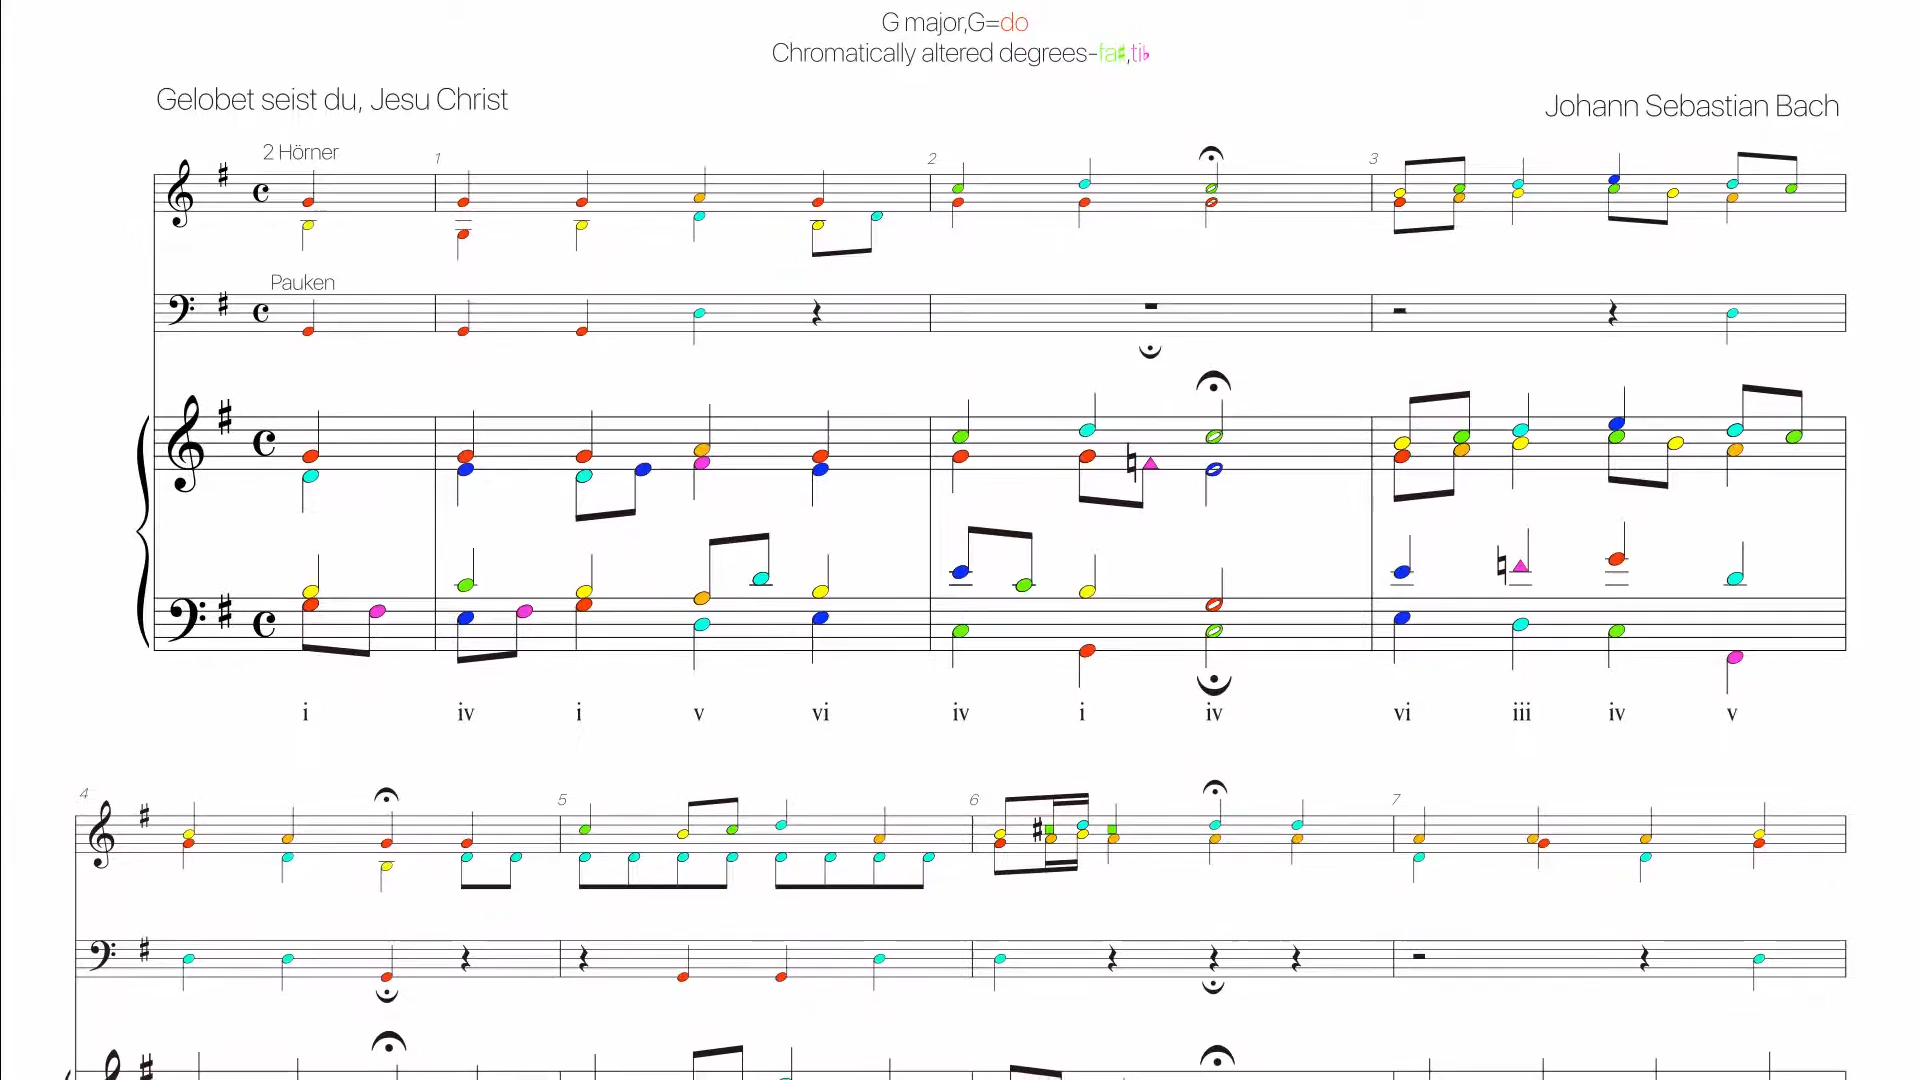 G major,G=do
Chromatically altered degrees-fa♯,ti♭
Gelobet seist du, Jesu Christ
Johann Sebastian Bach
2 Hörner
1
2
3
Pauken
i iv i v vi iv i iv vi iii iv v
4
5
6
7